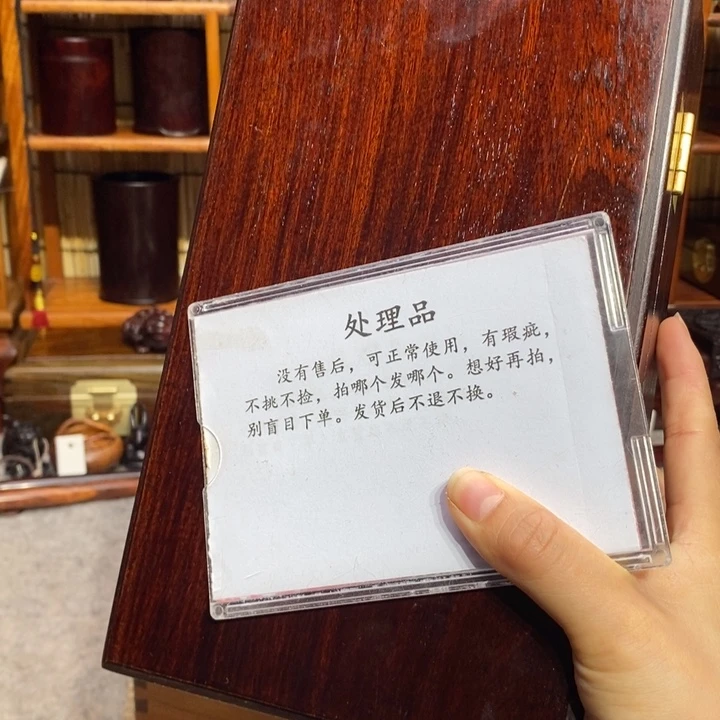 处理品
没有售后，可正常使用，有瑕疵，
不挑不捡，拍哪个发哪个。想好再拍，
别盲目下单。发货后不退不换。